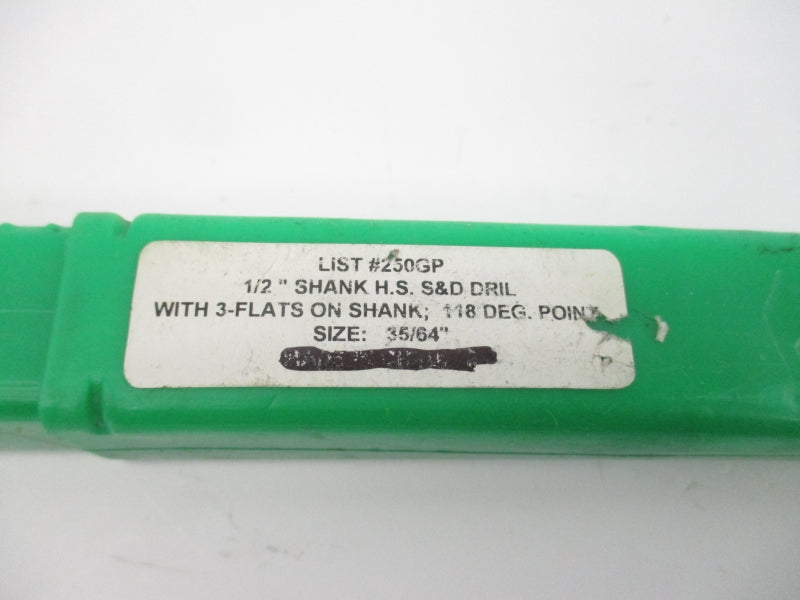 LIST #250GP
1/2 " SHANK H.S. S&D DRIL
WITH 3-FLATS ON SHANK; 118 DEG. POINT
SIZE: 35/64"
P